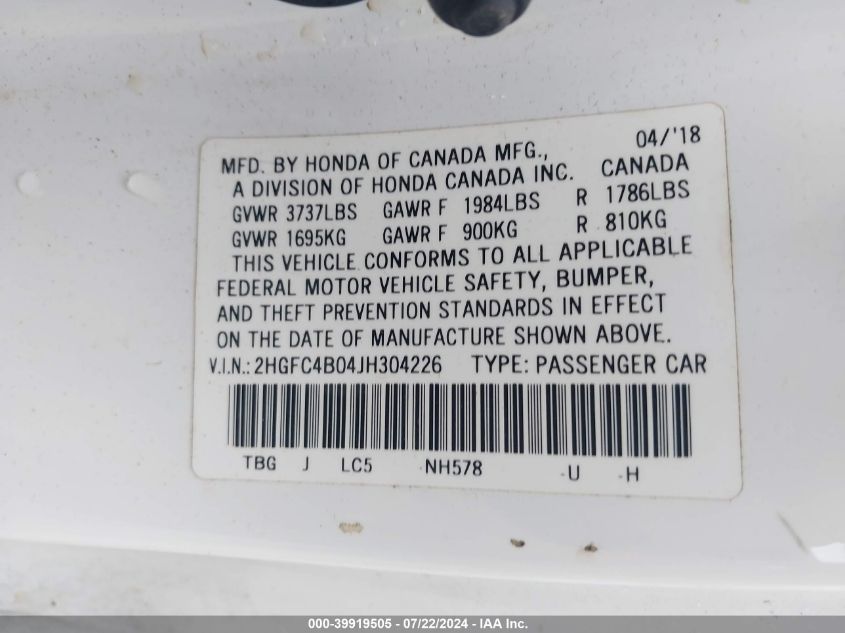 04/'18
MFD. BY HONDA OF CANADA MFG.,
A DIVISION OF HONDA CANADA INC. CANADA
GVWR 3737LBS GAWR F 1984LBS R 1786LBS
GVWR 1695KG GAWR F 900KG R 810KG
THIS VEHICLE CONFORMS TO ALL APPLICABLE
FEDERAL MOTOR VEHICLE SAFETY, BUMPER,
AND THEFT PREVENTION STANDARDS IN EFFECT
ON THE DATE OF MANUFACTURE SHOWN ABOVE.
V.I.N.: 2HGFC4B04JH304226 TYPE: PASSENGER CAR
TBG J LC5 NH578 U H
000-39919505 - 07/22/2024 - IAA Inc.